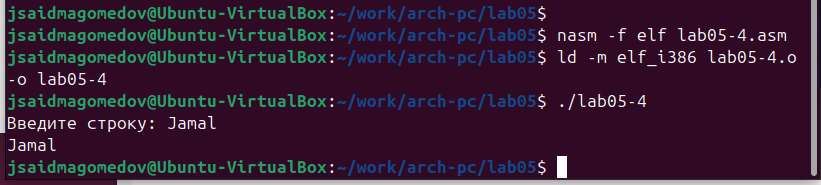 jsaidmagomedov@Ubuntu-VirtualBox:~/work/arch-pc/lab05$
jsaidmagomedov@Ubuntu-VirtualBox:~/work/arch-pc/lab05$ nasm -f elf lab05-4.asm
jsaidmagomedov@Ubuntu-VirtualBox:~/work/arch-pc/lab05$ ld -m elf_i386 lab05-4.o
-o lab05-4
jsaidmagomedov@Ubuntu-VirtualBox:~/work/arch-pc/lab05$ ./lab05-4
Введите строку: Jamal
Jamal
jsaidmagomedov@Ubuntu-VirtualBox:~/work/arch-pc/lab05$